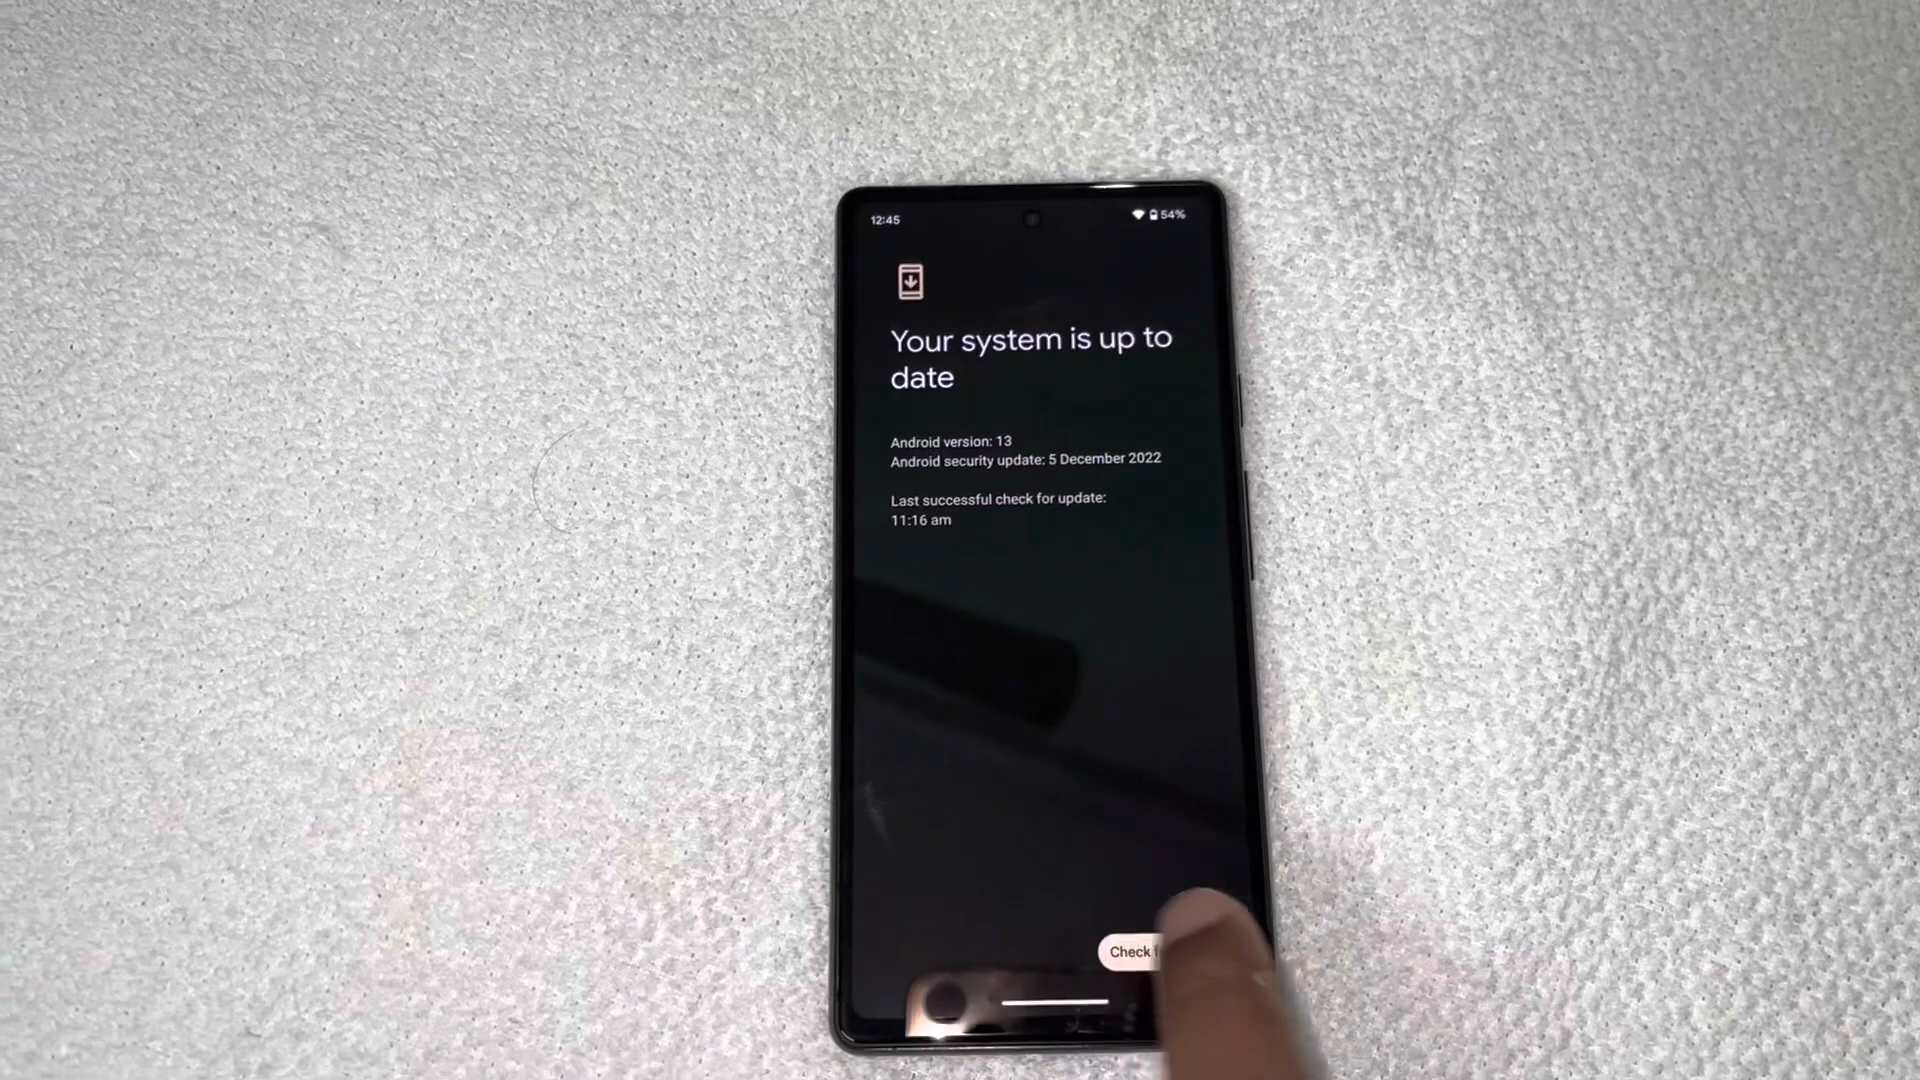 12:45
54%
Your system is up to
date
Android version: 13
Android security update: 5 December 2022
Last successful check for update:
11:16 am
Check